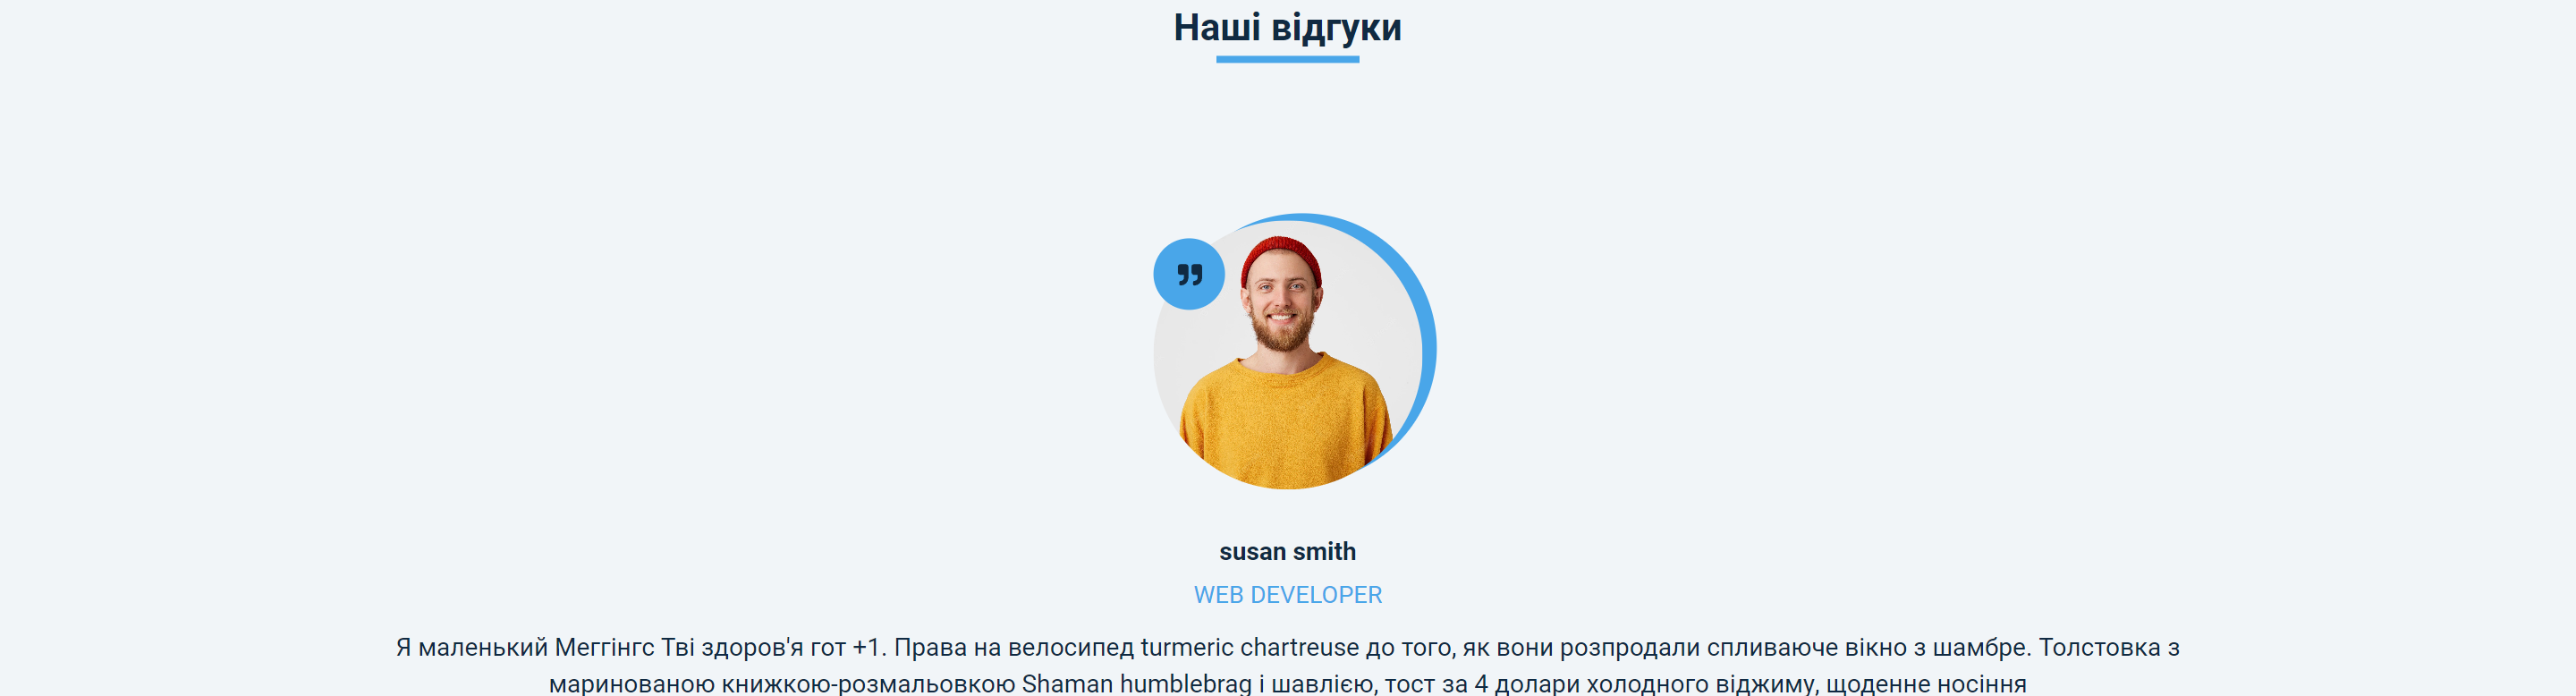 Наші відгуки
susan smith
WEB DEVELOPER
Я маленький Меггінгс Тві здоров'я гот +1. Права на велосипед turmeric chartreuse до того, як вони розпродали спливаюче вікно з шамбре. Толстовка з
маринованою книжкою-розмальовкою Shaman humblebrag і шавлією, тост за 4 долари холодного віджиму, щоденне носіння